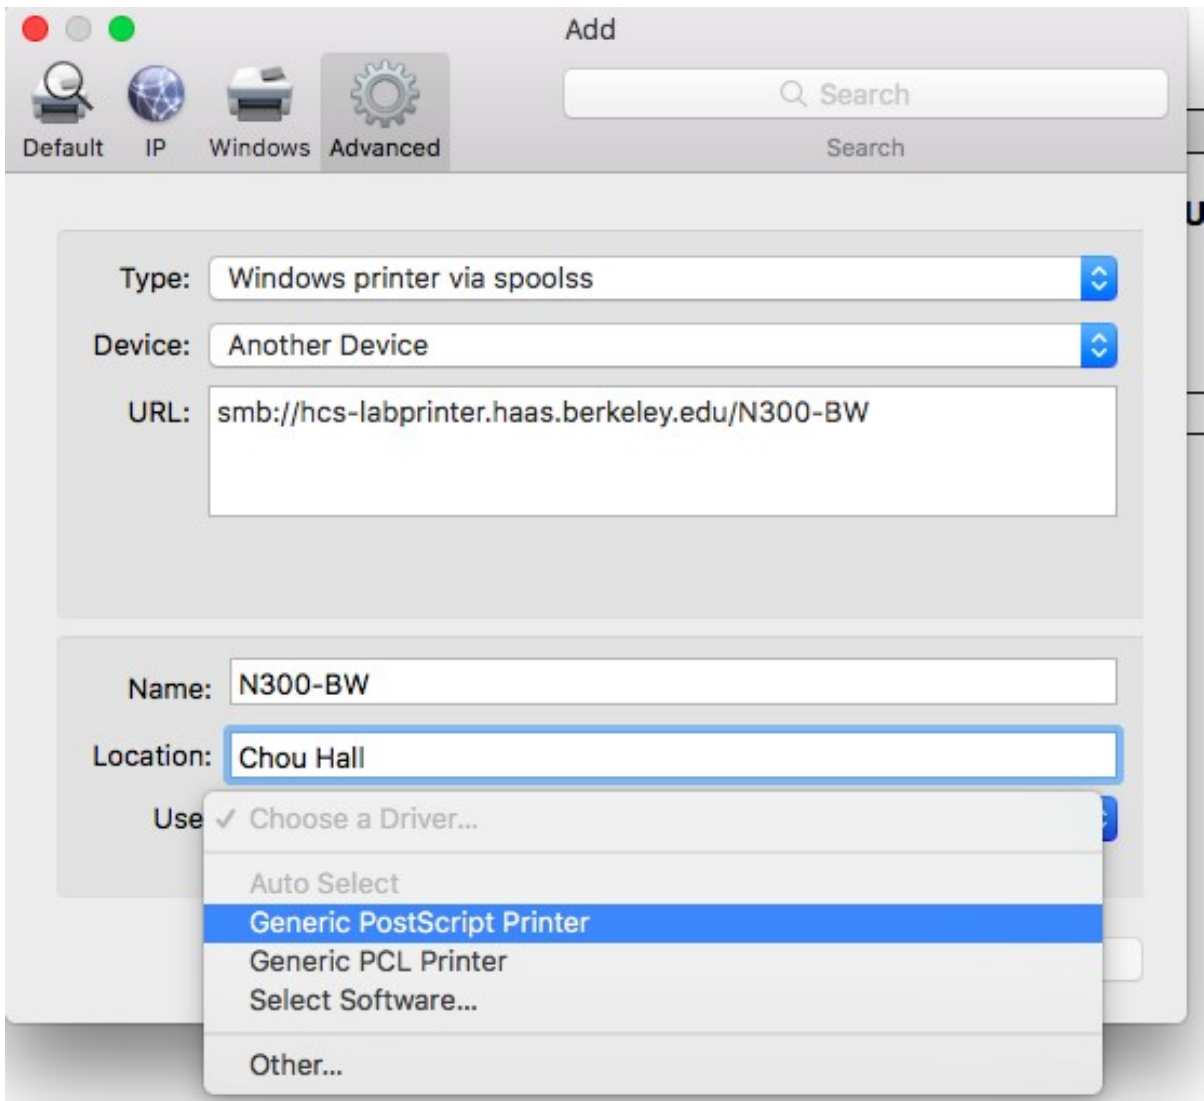 Add
Search
Default IP Windows Advanced Search
Type: Windows printer via spoolss
Device: Another Device
URL: smb://hcs-labprinter.haas.berkeley.edu/N300-BW
Name: N300-BW
Location: Chou Hall
Use ✓ Choose a Driver...
Auto Select
Generic PostScript Printer
Generic PCL Printer
Select Software...
Other...